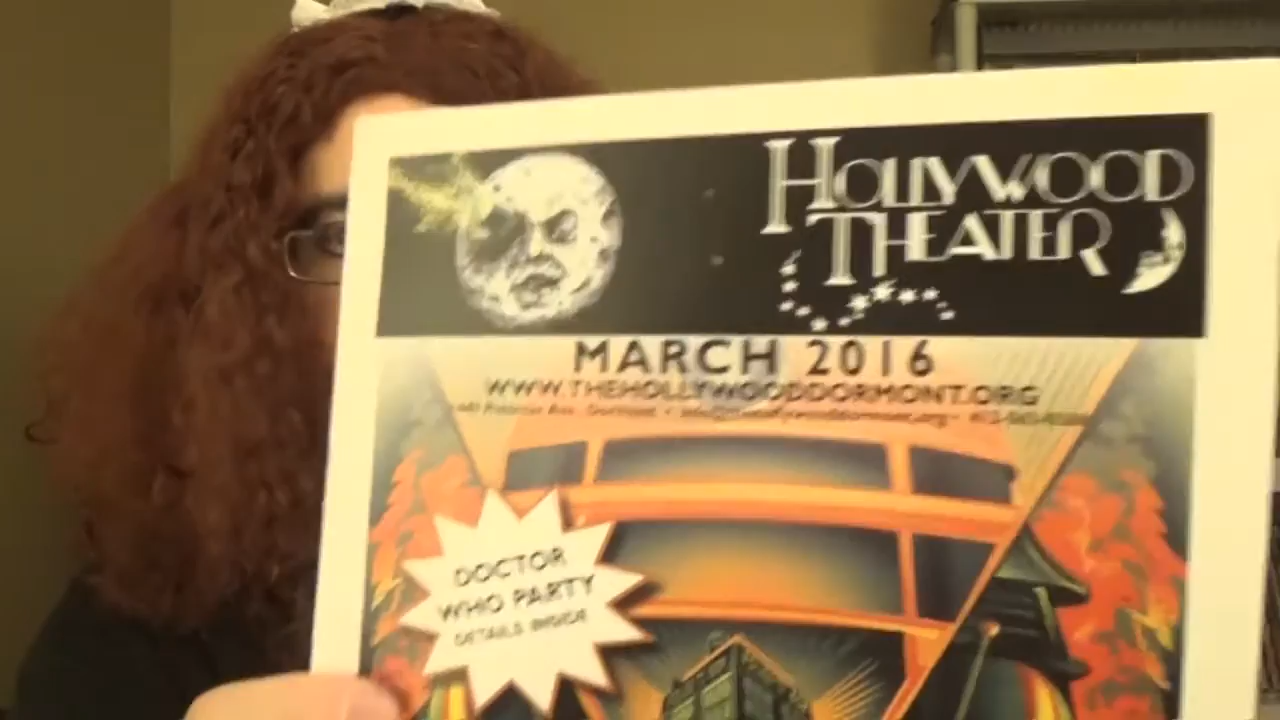 HOLLYWOOD
THEATER
MARCH 2016
WWW.THEHOLLYWOODDORMONT.ORG
DOCTOR
WHO PARTY
DETAILS INSIDE